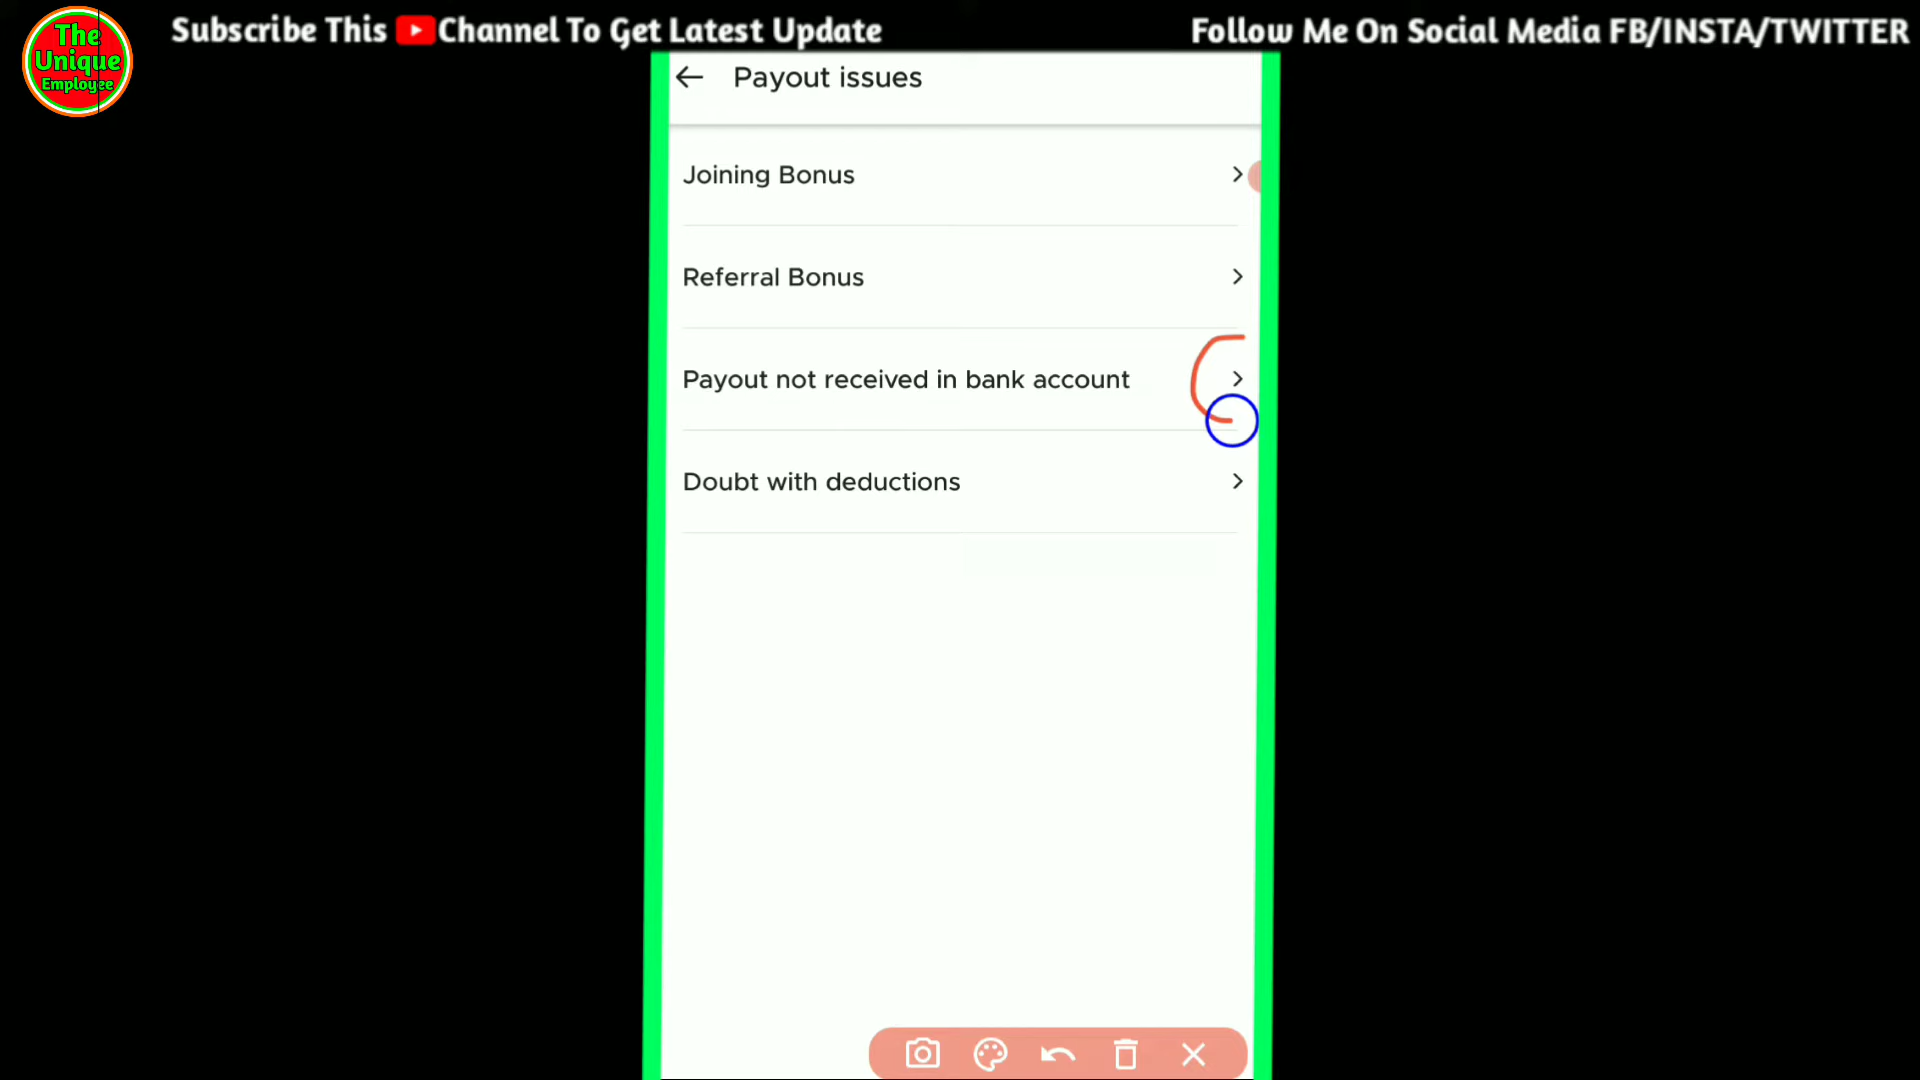 The
Unique
Employee
Subscribe This Channel To Get Latest Update
Follow Me On Social Media FB/INSTA/TWITTER
Payout issues
Joining Bonus
Referral Bonus
Payout not received in bank account
Doubt with deductions